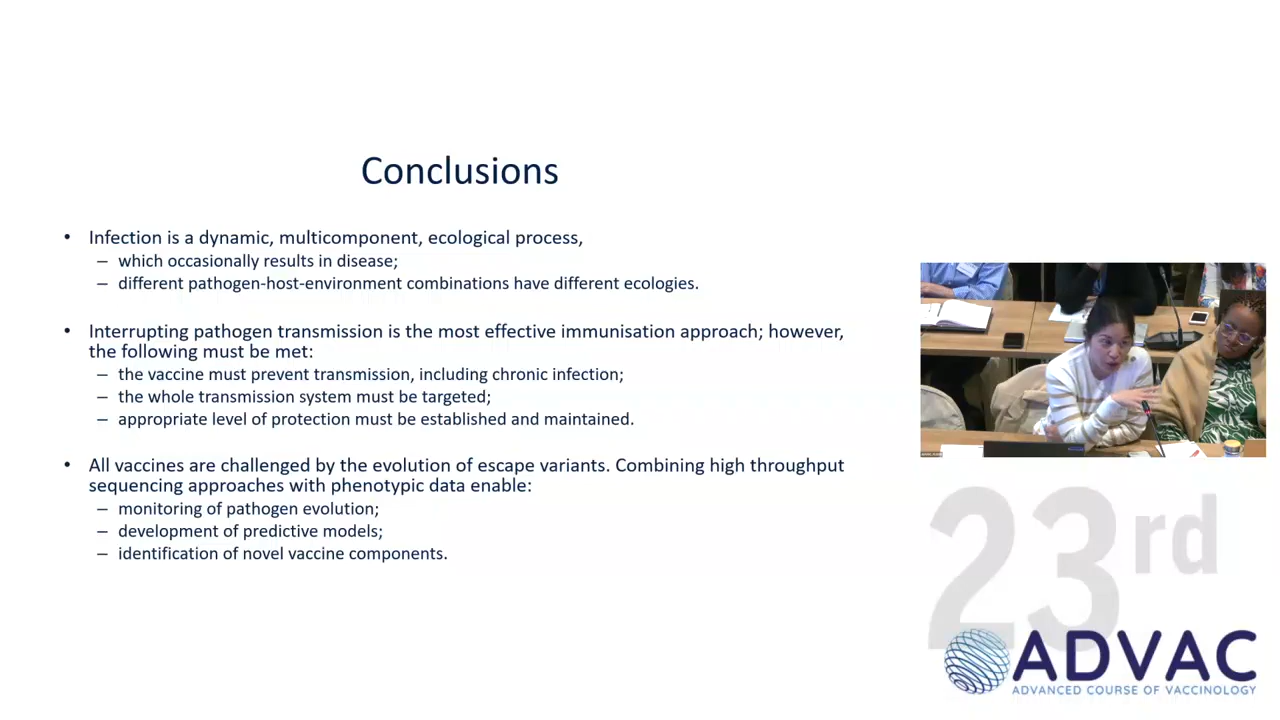 Conclusions
• Infection is a dynamic, multicomponent, ecological process,
– which occasionally results in disease;
– different pathogen-host-environment combinations have different ecologies.
• Interrupting pathogen transmission is the most effective immunisation approach; however,
the following must be met:
– the vaccine must prevent transmission, including chronic infection;
– the whole transmission system must be targeted;
– appropriate level of protection must be established and maintained.
• All vaccines are challenged by the evolution of escape variants. Combining high throughput
sequencing approaches with phenotypic data enable:
– monitoring of pathogen evolution;
– development of predictive models;
– identification of novel vaccine components.
23rd
ADVAC
ADVANCED COURSE OF VACCINOLOGY